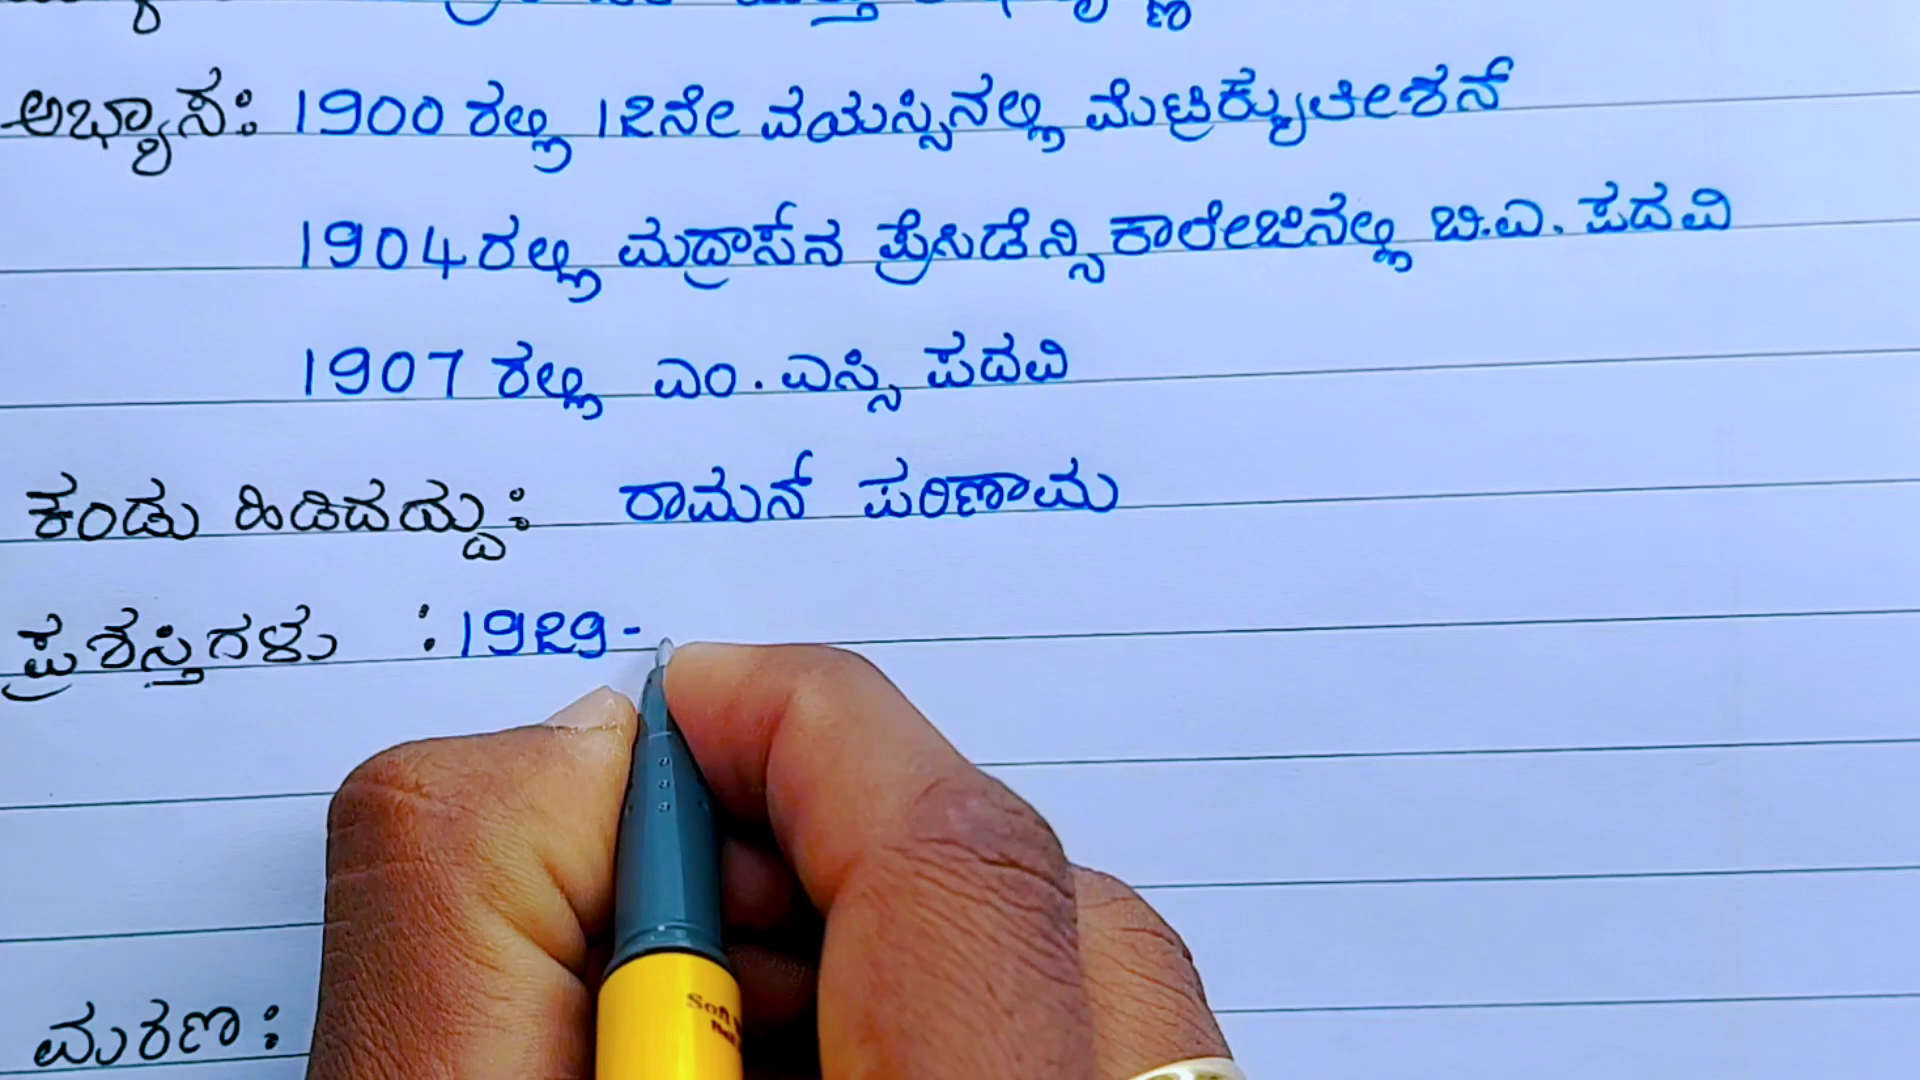 ಅಭ್ಯಾಸ: 1900 ರಲ್ಲಿ 12ನೇ ವಯಸ್ಸಿನಲ್ಲಿ ಮೆಟ್ರಿಕ್ಯುಲೇಶನ್
1904 ರಲ್ಲಿ ಮದ್ರಾಸಿನ ಪ್ರೆಸಿಡೆನ್ಸಿ ಕಾಲೇಜಿನಲ್ಲಿ ಬಿ.ಎ. ಪದವಿ
1907 ರಲ್ಲಿ ಎಂ.ಎಸ್ಸಿ ಪದವಿ
ಕಂಡು ಹಿಡಿದಯ್ದು: ರಾಮನ್ ಪರಿಣಾಮ
ಪ್ರಶಸ್ತಿಗಳು : 1929-
ಮರಣ: